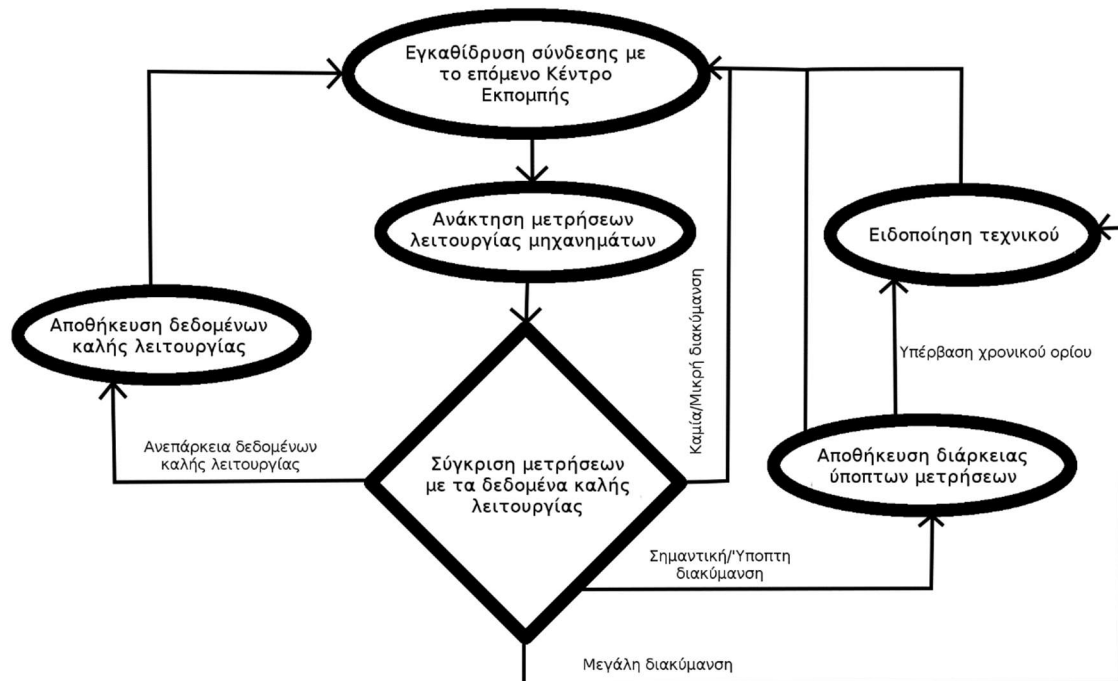 Εγκαθίδρυση σύνδεσης με
το επόμενο Κέντρο
Εκπομπής
Ανάκτηση μετρήσεων
λειτουργίας μηχανημάτων
Ειδοποίηση τεχνικού
Αποθήκευση δεδομένων
καλής λειτουργίας
Καμία/Μικρή διακύμανση
Υπέρβαση χρονικού ορίου
Ανεπάρκεια δεδομένων
καλής λειτουργίας
Σύγκριση μετρήσεων
με τα δεδομένα καλής
λειτουργίας
Αποθήκευση διάρκειας
ύποπτων μετρήσεων
Σημαντική/Ύποπτη
διακύμανση
Μεγάλη διακύμανση